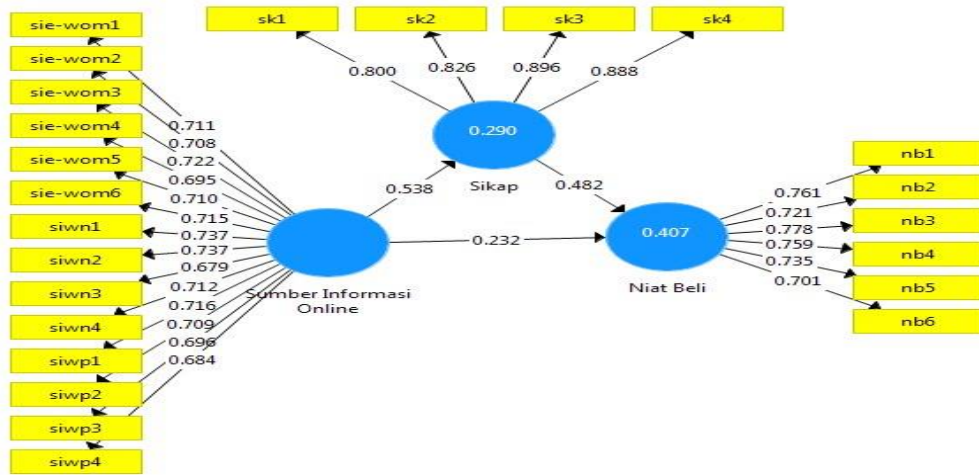 sie-wom1
sie-wom2
sie-wom3
sie-wom4
sie-wom5
sie-wom6
siwn1
siwn2
siwn3
siwn4
siwp1
siwp2
siwp3
siwp4
0.711
0.708
0.722
0.695
0.710
0.715
0.737
0.737
0.679
0.712
0.716
0.709
0.696
0.684
Sumber Informasi
Online
sk1
sk2
sk3
sk4
0.800
0.826
0.896
0.888
0.290
Sikap
0.538
0.482
0.232
0.407
Niat Beli
0.761
0.721
0.778
0.759
0.735
0.701
nb1
nb2
nb3
nb4
nb5
nb6